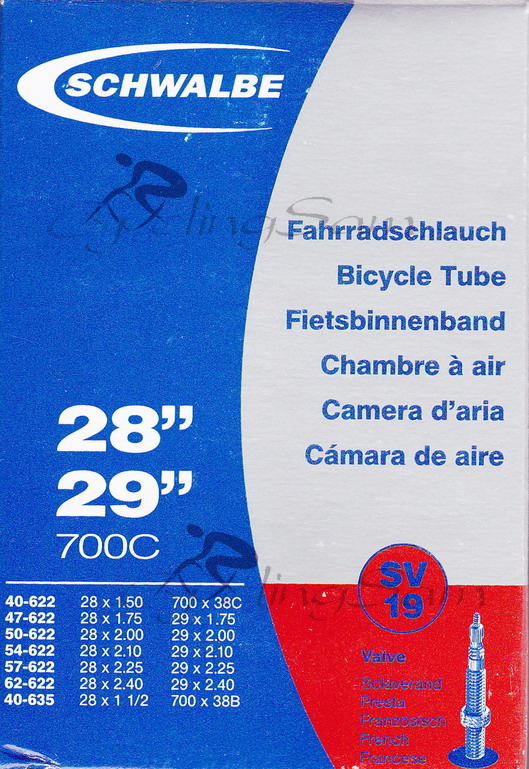 SCHWALBE
CyclingSam
Fahrradschlauch
Bicycle Tube
Fietsbinnenband
Chambre à air
Camera d'aria
Cámara de aire
28”
29”
700C
40-622 28 x 1.50 700 x 38C
47-622 28 x 1.75 29 x 1.75
50-622 28 x 2.00 29 x 2.00
54-622 28 x 2.10 29 x 2.10
57-622 28 x 2.25 29 x 2.25
62-622 28 x 2.40 29 x 2.40
40-635 28 x 1 1/2 700 x 38B
CyclingSam
SV
19
Valve
Sclaverand
Presta
Französisch
French
Francese